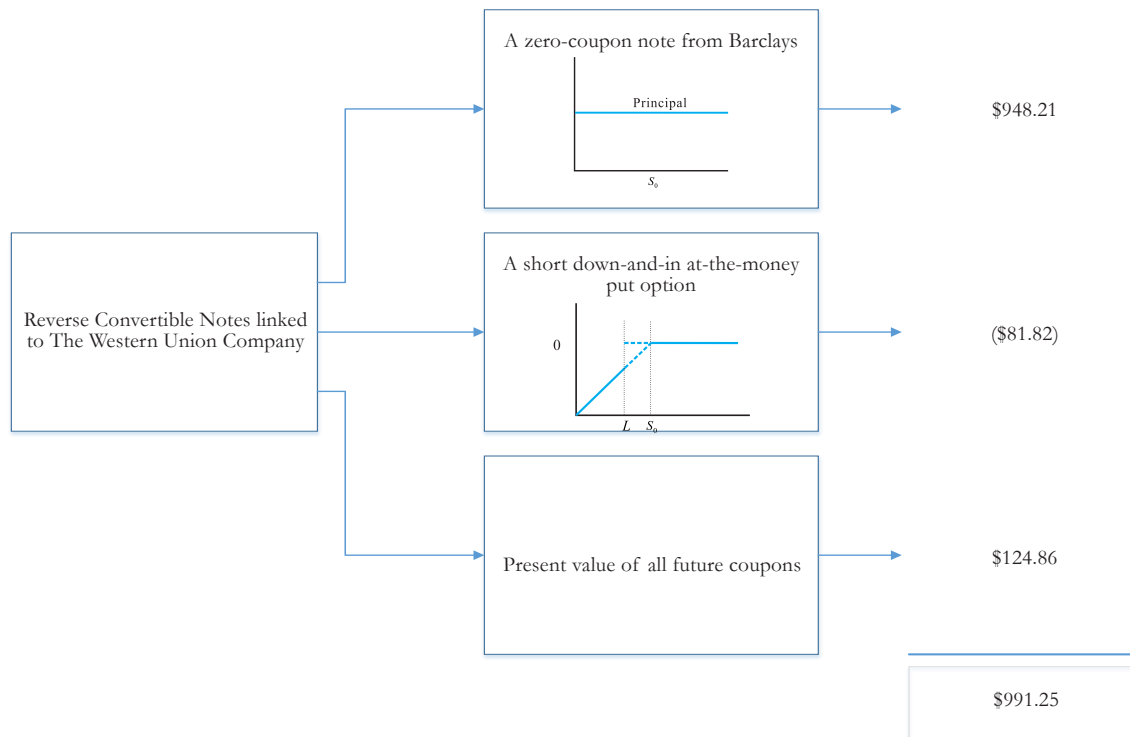 A zero-coupon note from Barclays
Principal
S₀
$948.21
Reverse Convertible Notes linked
to The Western Union Company
A short down-and-in at-the-money
put option
0
L S₀
($81.82)
Present value of all future coupons
$124.86
$991.25